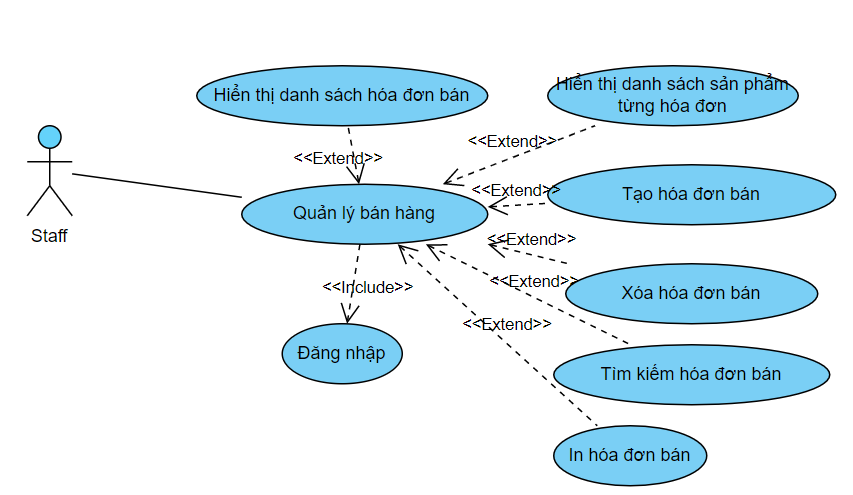 Hiển thị danh sách hóa đơn bán
Hiển thị danh sách sản phẩm
từng hóa đơn
<<Extend>>
<<Extend>>
Staff
Quản lý bán hàng
<<Extend>>
Tạo hóa đơn bán
<<Extend>>
<<Include>>
<<Extend>>
Xóa hóa đơn bán
<<Extend>>
Đăng nhập
Tìm kiếm hóa đơn bán
In hóa đơn bán